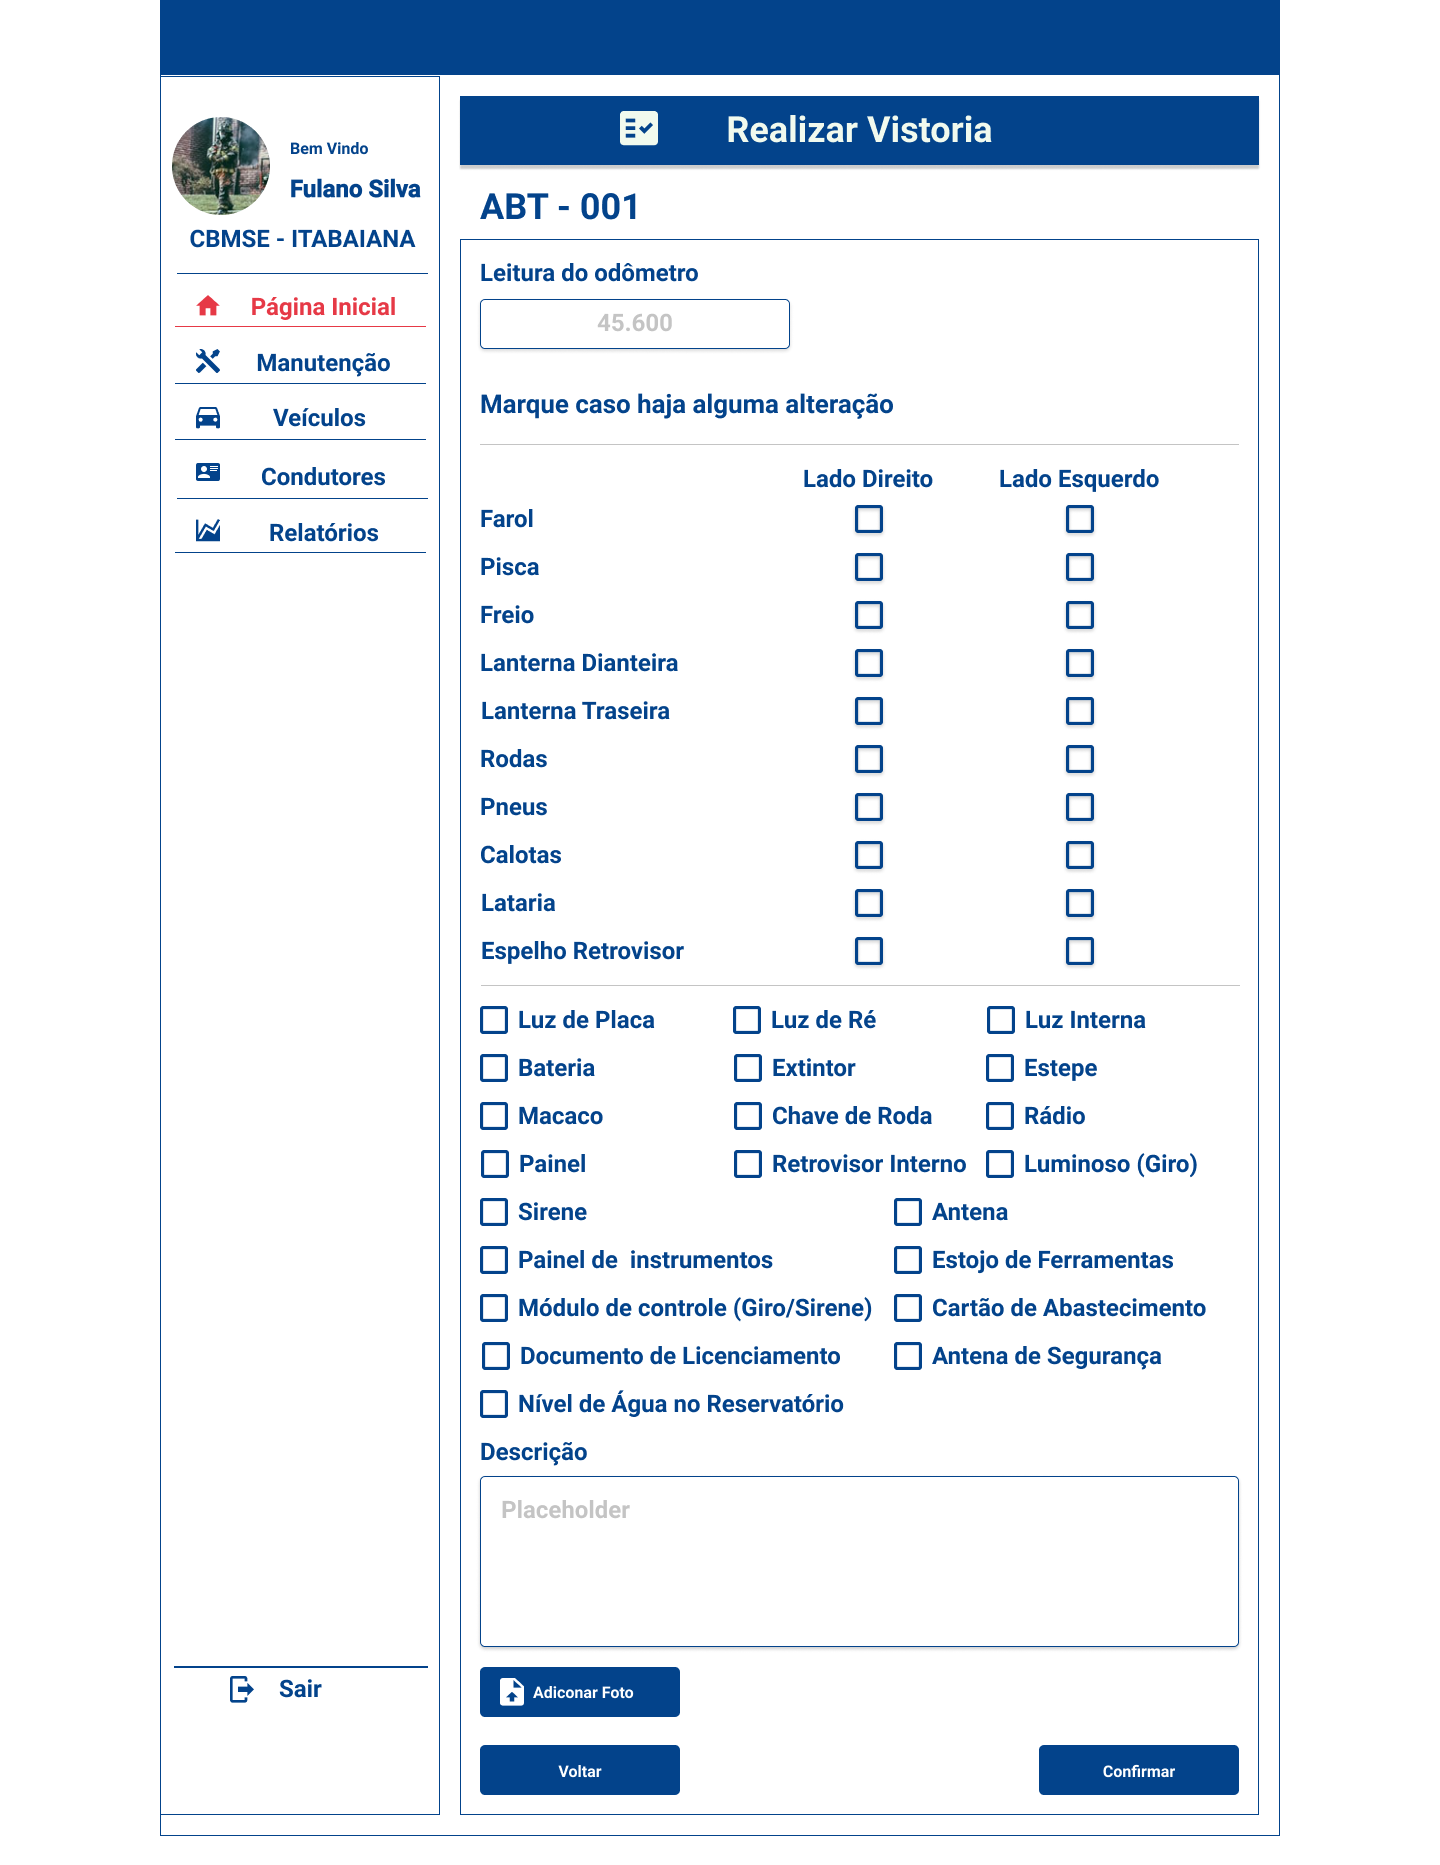 Realizar Vistoria
Bem Vindo
Fulano Silva
CBMSE - ITABAIANA
Página Inicial
Manutenção
Veículos
Condutores
Relatórios
Sair
ABT - 001
Leitura do odômetro
45.600
Marque caso haja alguma alteração
Lado Direito Lado Esquerdo
Farol
Pisca
Freio
Lanterna Dianteira
Lanterna Traseira
Rodas
Pneus
Calotas
Lataria
Espelho Retrovisor
Luz de Placa Luz de Ré Luz Interna
Bateria Extintor Estepe
Macaco Chave de Roda Rádio
Painel Retrovisor Interno Luminoso (Giro)
Sirene Antena
Painel de  instrumentos Estojo de Ferramentas
Módulo de controle (Giro/Sirene) Cartão de Abastecimento
Documento de Licenciamento Antena de Segurança
Nível de Água no Reservatório
Descrição
Placeholder
Adiconar Foto
Voltar Confirmar